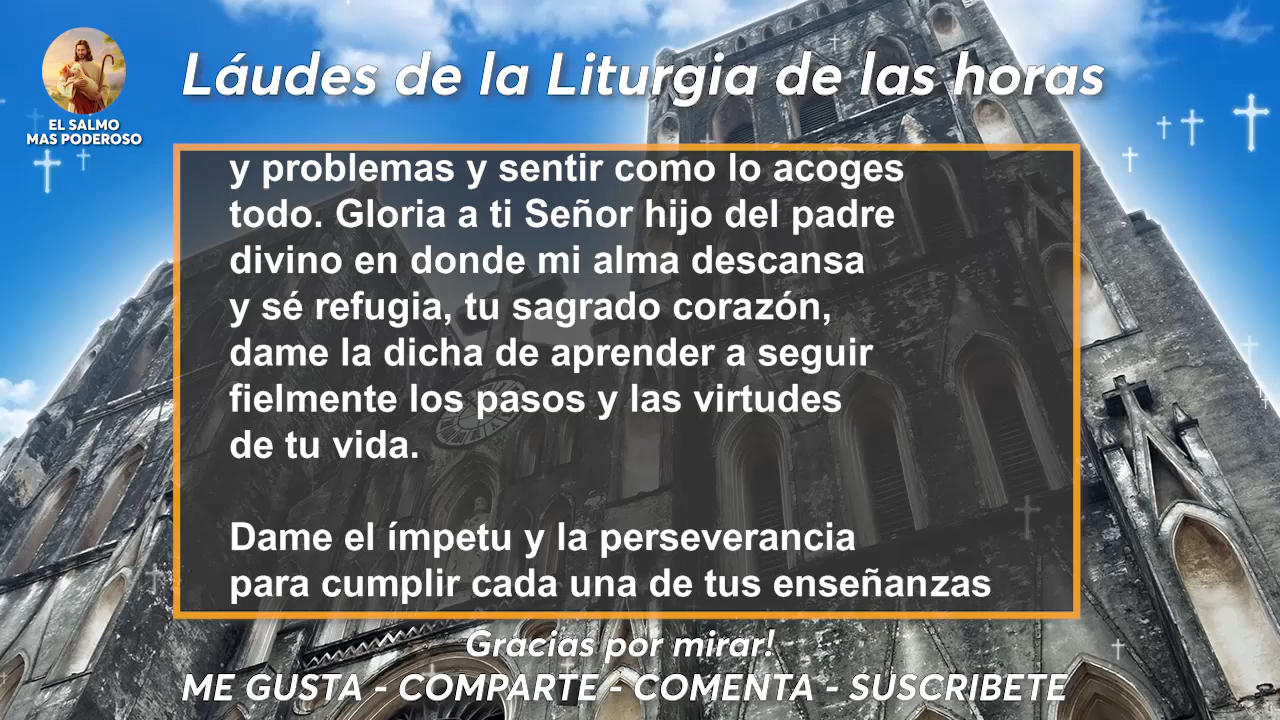 Láudes de la Liturgia de las horas
EL SALMO
MAS PODEROSO
y problemas y sentir como lo acoges
todo. Gloria a ti Señor hijo del padre
divino en donde mi alma descansa
y sé refugia, tu sagrado corazón,
dame la dicha de aprender a seguir
fielmente los pasos y las virtudes
de tu vida.
Dame el ímpetu y la perseverancia
para cumplir cada una de tus enseñanzas
Gracias por mirar!
ME GUSTA - COMPARTE - COMENTA - SUSCRIBETE